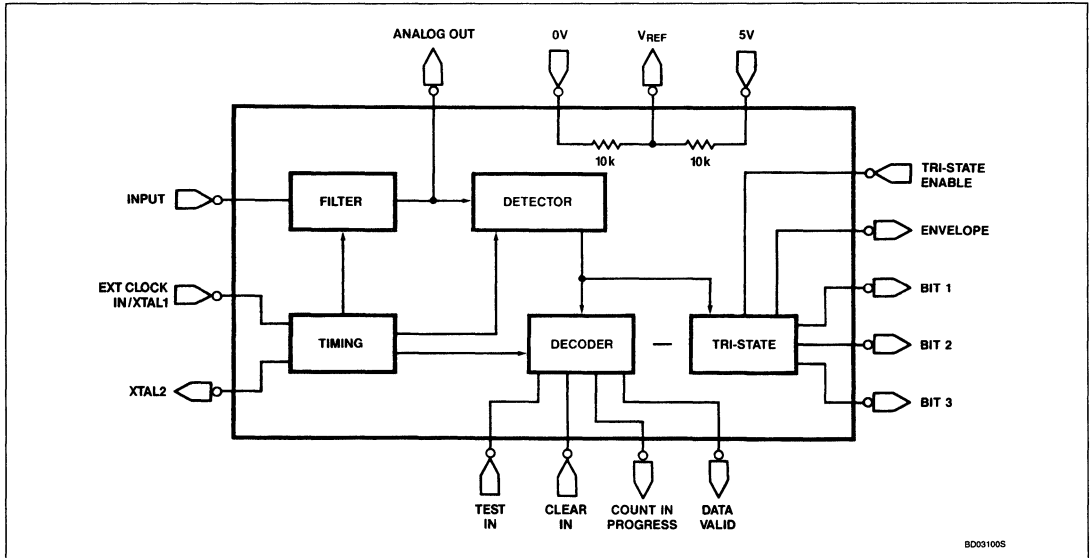 ANALOG OUT
0V
VREF
5V
10k
10k
TRI-STATE
ENABLE
INPUT
FILTER
DETECTOR
ENVELOPE
EXT CLOCK
IN/XTAL1
BIT 1
TIMING
DECODER
TRI-STATE
BIT 2
XTAL2
BIT 3
TEST
IN
CLEAR
IN
COUNT IN
PROGRESS
DATA
VALID
BD03100S